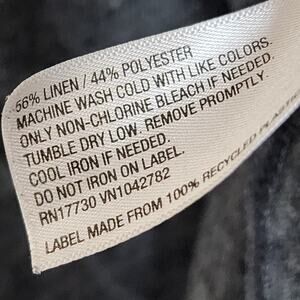 56% LINEN / 44% POLYESTER
MACHINE WASH COLD WITH LIKE COLORS.
ONLY NON-CHLORINE BLEACH IF NEEDED.
TUMBLE DRY LOW. REMOVE PROMPTLY.
COOL IRON IF NEEDED.
DO NOT IRON ON LABEL.
RN17730 VN1042782
LABEL MADE FROM 100% RECYCLED PLASTIC